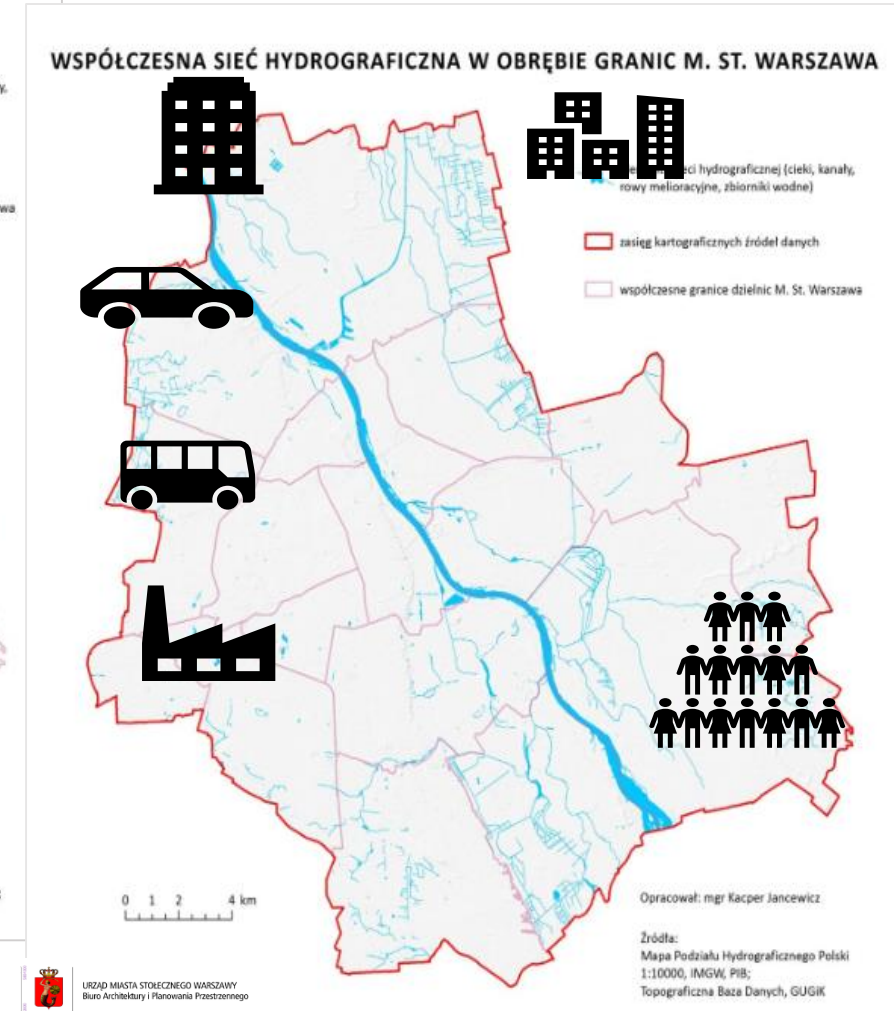 WSPÓŁCZESNA SIEĆ HYDROGRAFICZNA W OBRĘBIE GRANIC M. ST. WARSZAWA
hydrograficznej (cieki, kanały,
rowy melioracyjne, zbiorniki wodne)
zasięg kartograficznych źródeł danych
współczesne granice dzielnic M. St. Warszawa
0 1 2 4 km
Opracował: mgr Kacper Jancewicz
Źródła:
Mapa Podziału Hydrograficznego Polski
1:10000, IMGW, PIB;
Topograficzna Baza Danych, GUGiK
URZĄD MIASTA STOŁECZNEGO WARSZAWY
Biuro Architektury i Planowania Przestrzennego